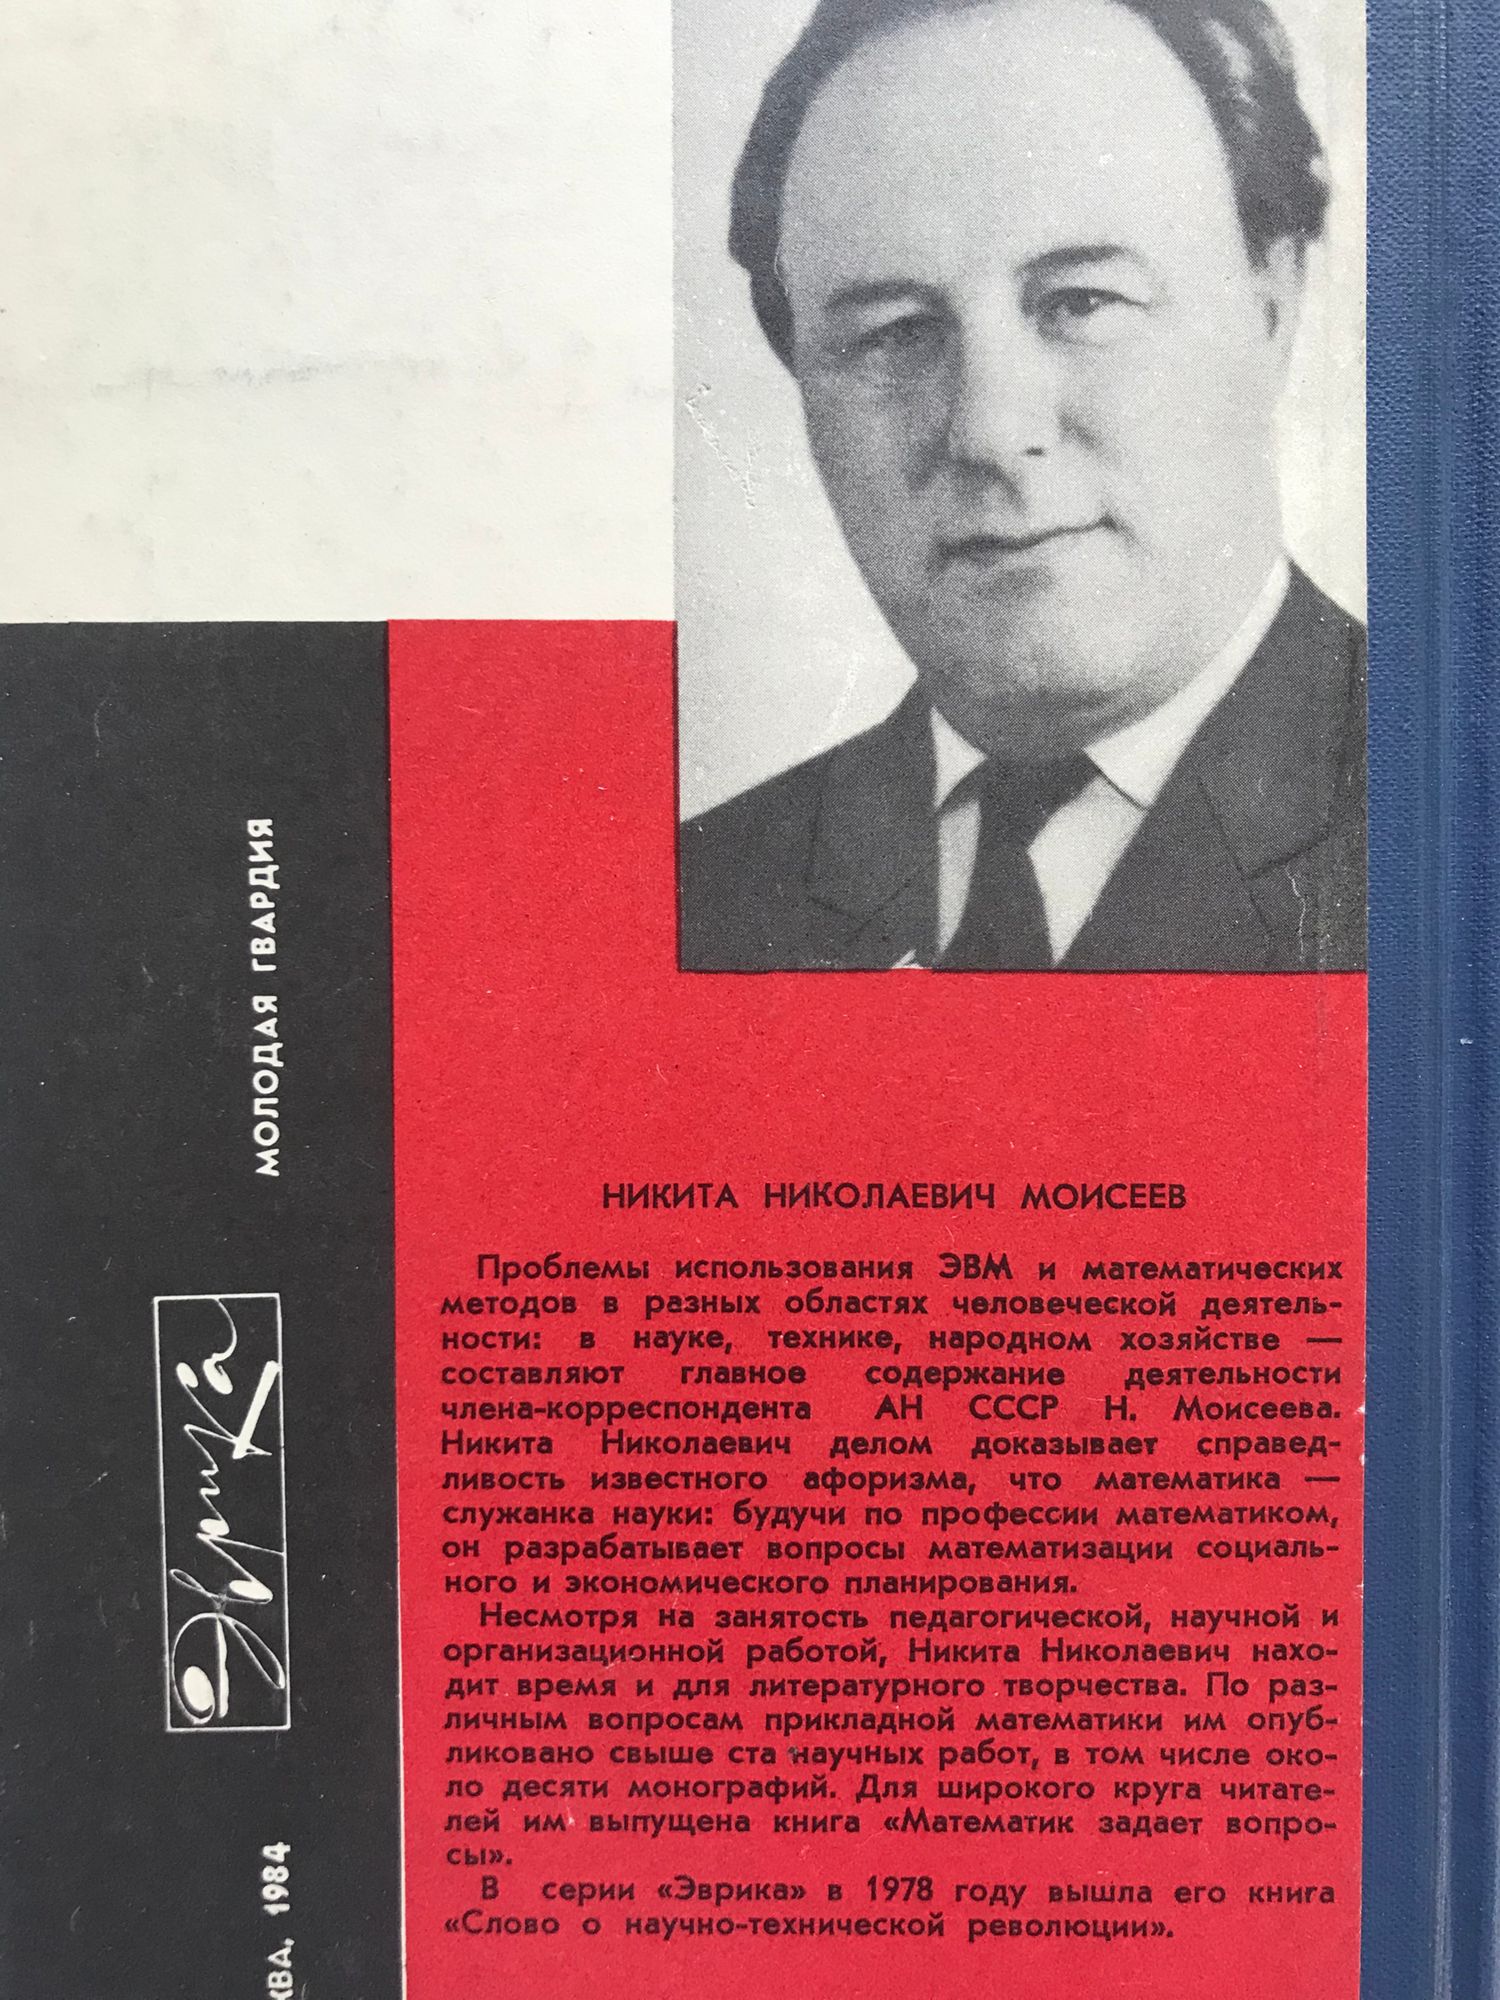 НИКИТА НИКОЛАЕВИЧ МОИСЕЕВ
Проблемы использования ЭВМ и математических
методов в разных областях человеческой деятель-
ности: в науке, технике, народном хозяйстве —
составляют главное содержание деятельности
члена-корреспондента АН СССР Н. Моисеева.
Никита Николаевич делом доказывает справед-
ливость известного афоризма, что математика —
служанка науки: будучи по профессии математиком,
он разрабатывает вопросы математизации социаль-
ного и экономического планирования.
Несмотря на занятость педагогической, научной и
организационной работой, Никита Николаевич нахо-
дит время и для литературного творчества. По раз-
личным вопросам прикладной математики им опуб-
ликовано свыше ста научных работ, в том числе око-
ло десяти монографий. Для широкого круга читате-
лей им выпущена книга «Математик задает вопро-
сы».
В серии «Эврика» в 1978 году вышла его книга
«Слово о научно-технической революции».
КВА, 1984
Эврика
МОЛОДАЯ ГВАРДИЯ